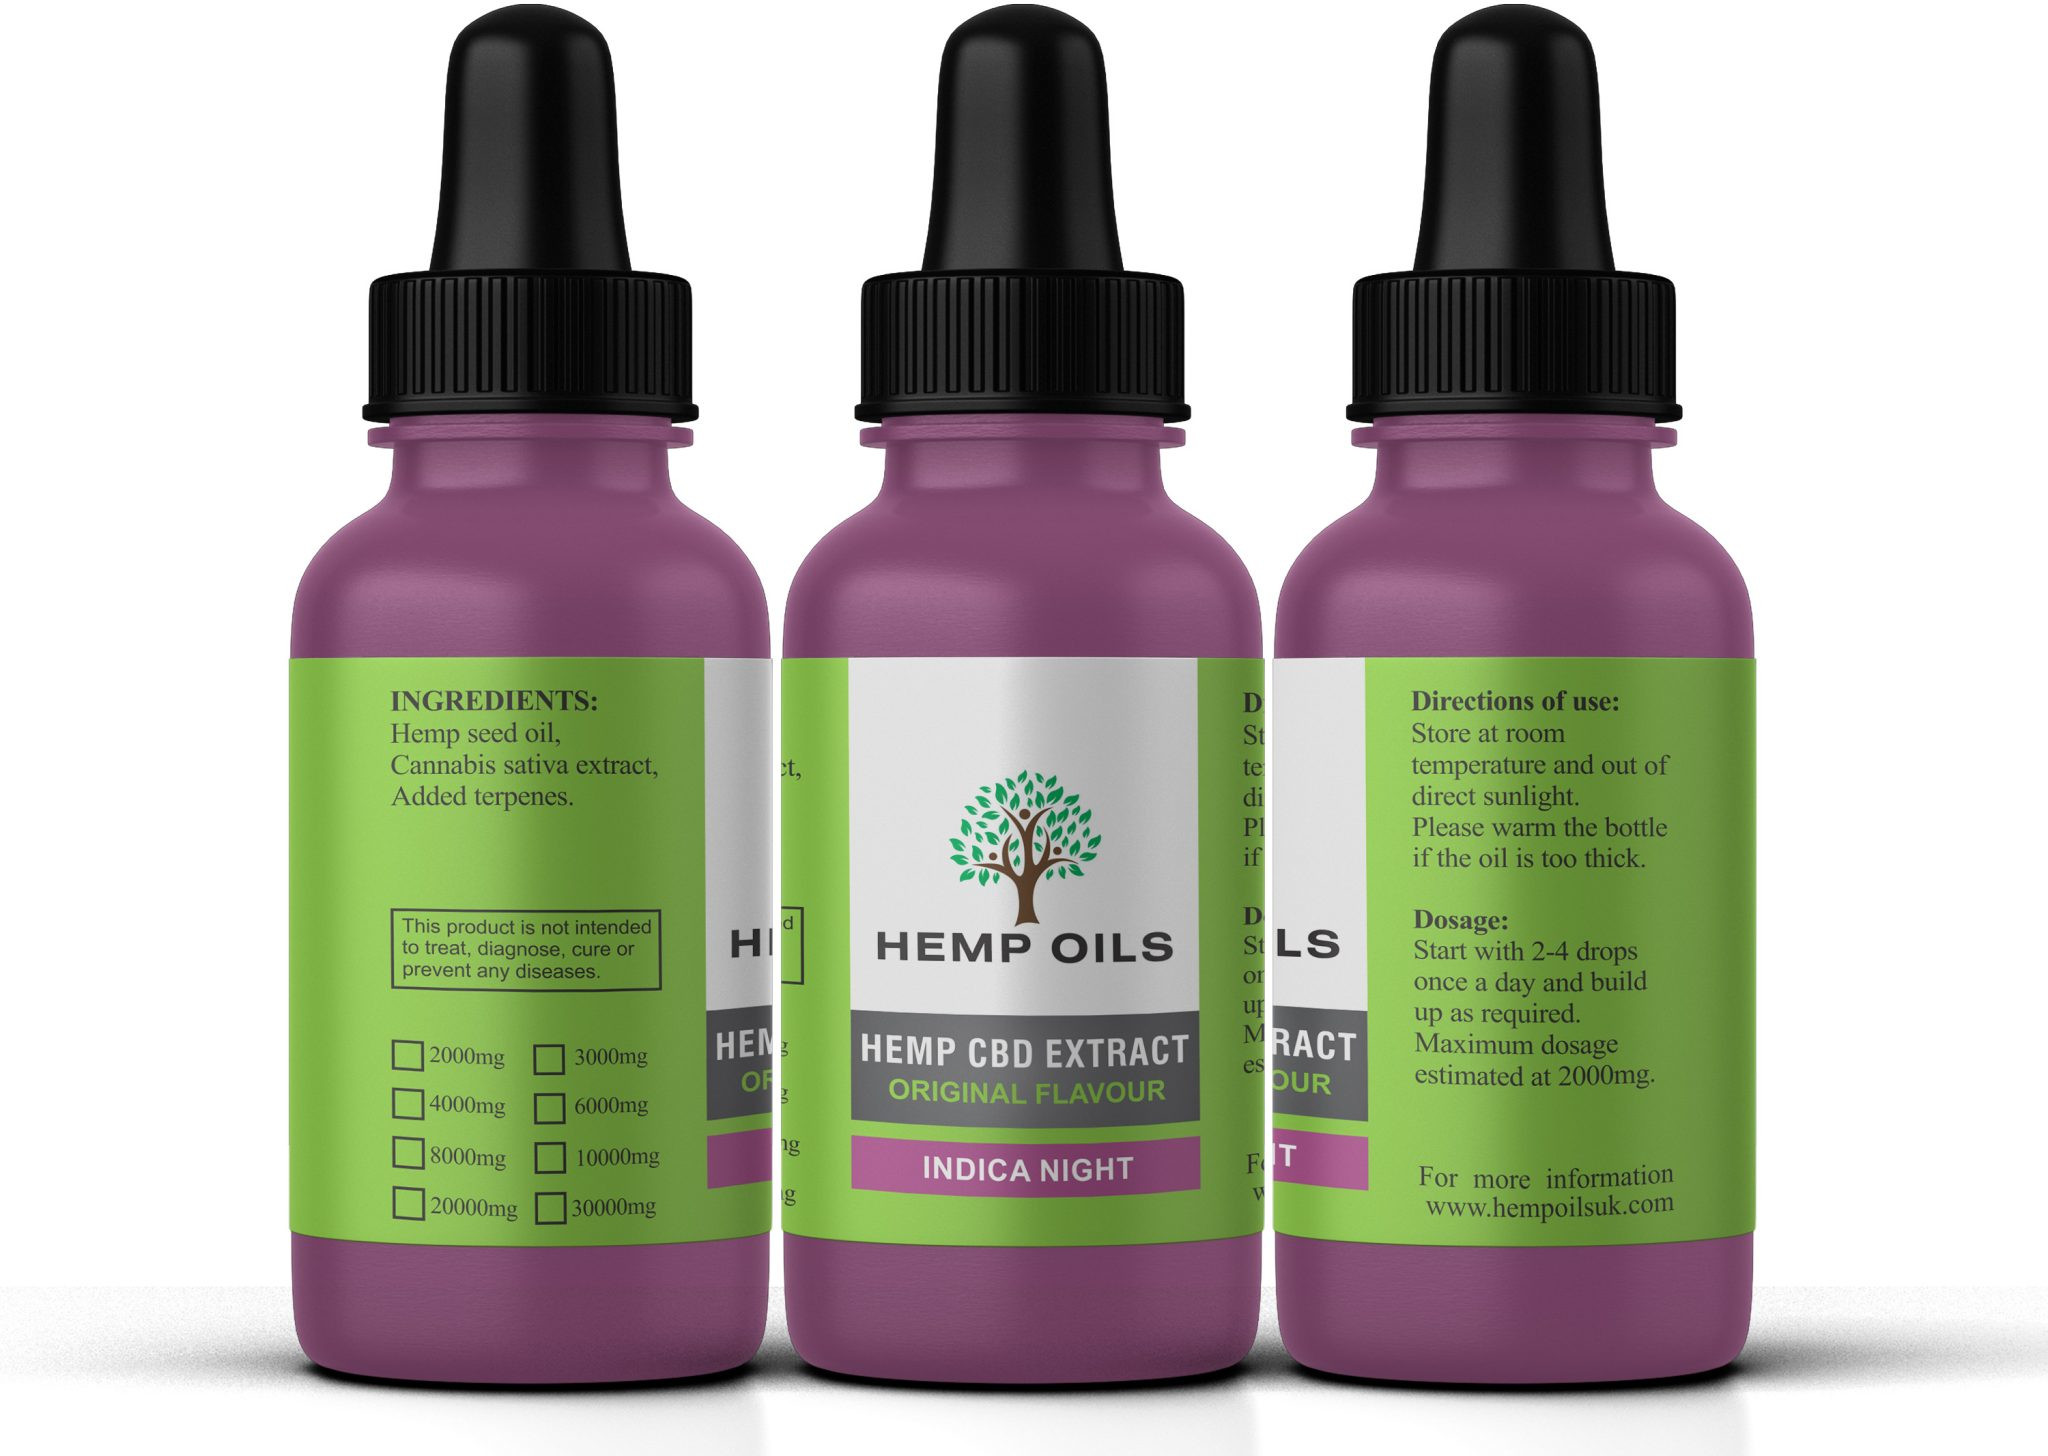 INGREDIENTS:
Hemp seed oil,
Cannabis sativa extract,
Added terpenes.
This product is not intended
to treat, diagnose, cure or
prevent any diseases.
2000mg 3000mg
4000mg 6000mg
8000mg 10000mg
20000mg 30000mg
HEMP OILS
HEMP CBD EXTRACT
ORIGINAL FLAVOUR
INDICA NIGHT
Directions of use:
Store at room
temperature and out of
direct sunlight.
Please warm the bottle
if the oil is too thick.
Dosage:
Start with 2-4 drops
once a day and build
up as required.
Maximum dosage
estimated at 2000mg.
For more information
www.hempoilsuk.com